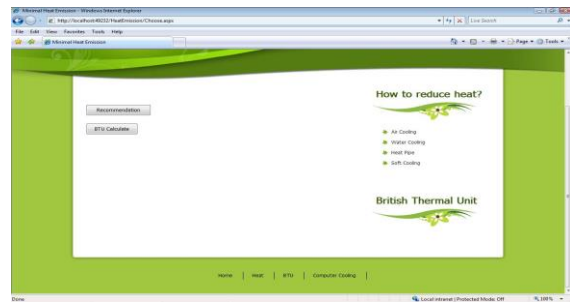 Minimal Heat Emission - Windows Internet Explorer
http://localhost:49232/HeatEmission/Choose.aspx
Live Search
File Edit View Favorites Tools Help
Minimal Heat Emission
Page Tools
How to reduce heat?
Recommendation
BTU Calculate
Air Cooling
Water Cooling
Heat Pipe
Soft Cooling
British Thermal Unit
Home | Heat | BTU | Computer Cooling |
Done
Local intranet | Protected Mode: Off
100%